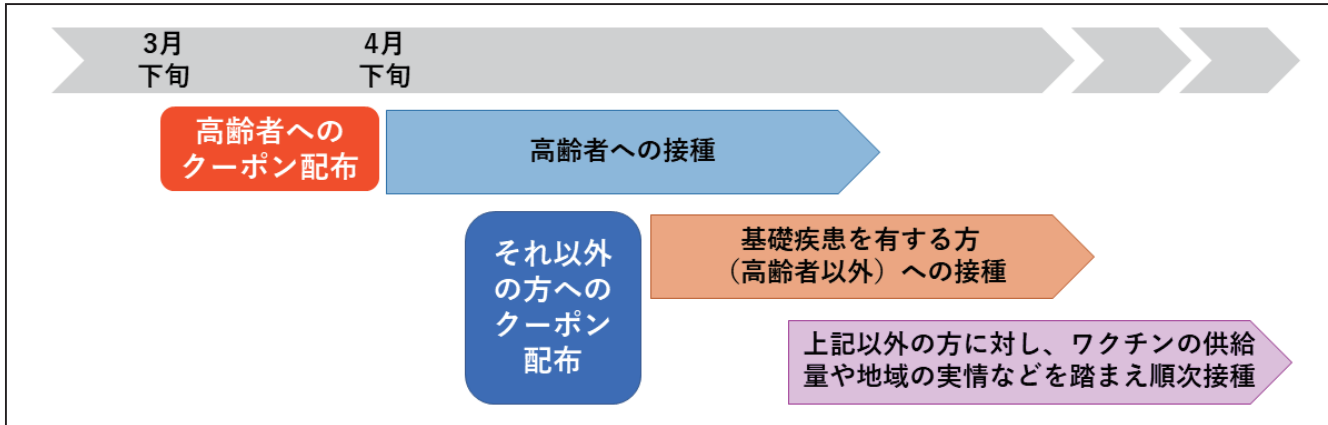 3月
下旬
4月
下旬
高齢者への
クーポン配布
高齢者への接種
それ以外
の方への
クーポン
配布
基礎疾患を有する方
（高齢者以外）への接種
上記以外の方に対し、ワクチンの供給
量や地域の実情などを踏まえ順次接種